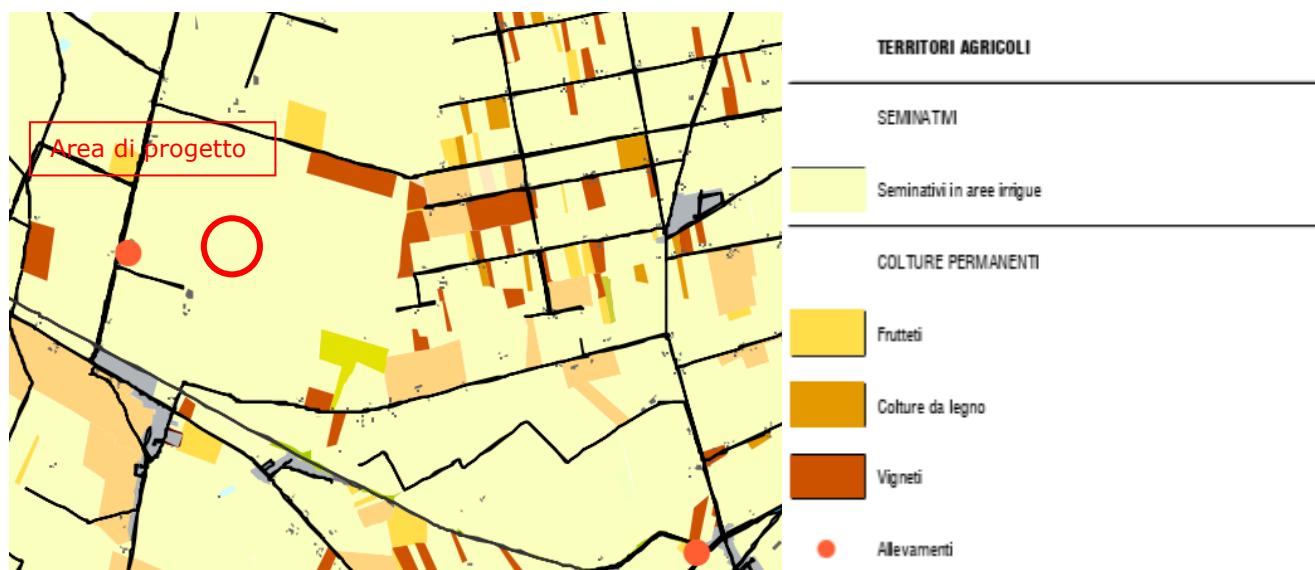 Area di progetto
TERRITORI AGRICOLI
SEMINATIVI
Seminativi in aree irrigue
COLTURE PERMANENTI
Frutteti
Colture da legno
Vigneti
Allevamenti